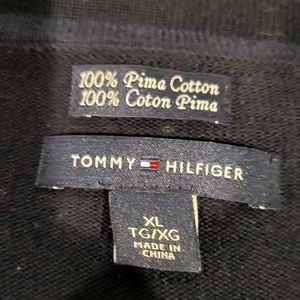 100% Pima Cotton
100% Coton Pima
TOMMY HILFIGER
XL
TG/XG
MADE IN
CHINA